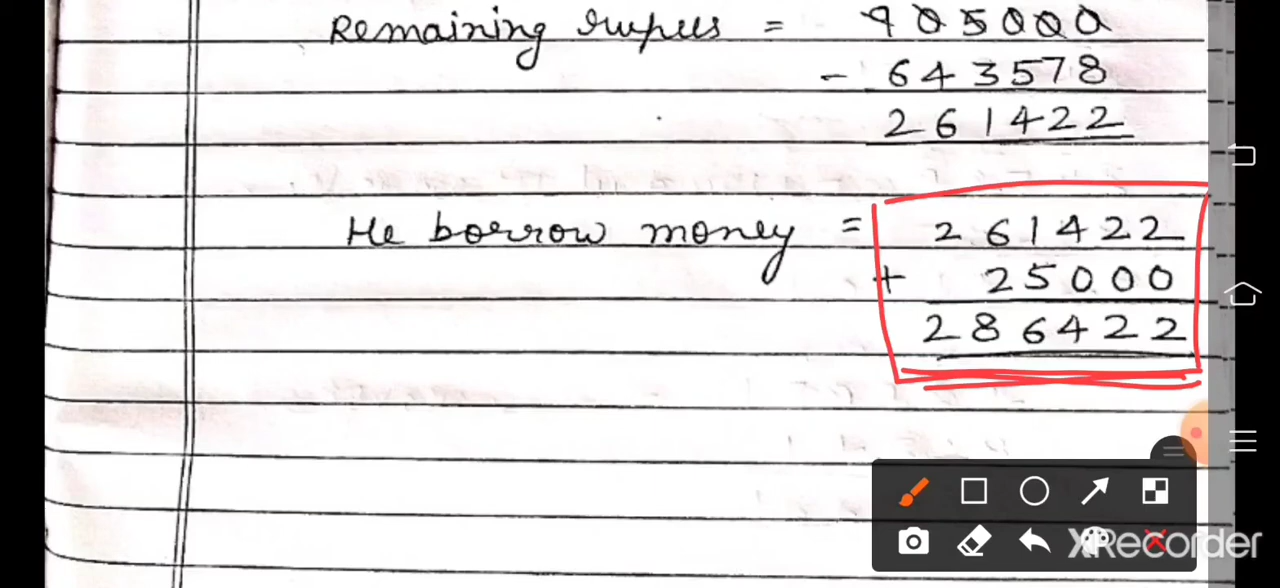 Remaining rupees = 905000
- 643578
261422
He borrow money = 261422
+ 25000
286422
XRecorder